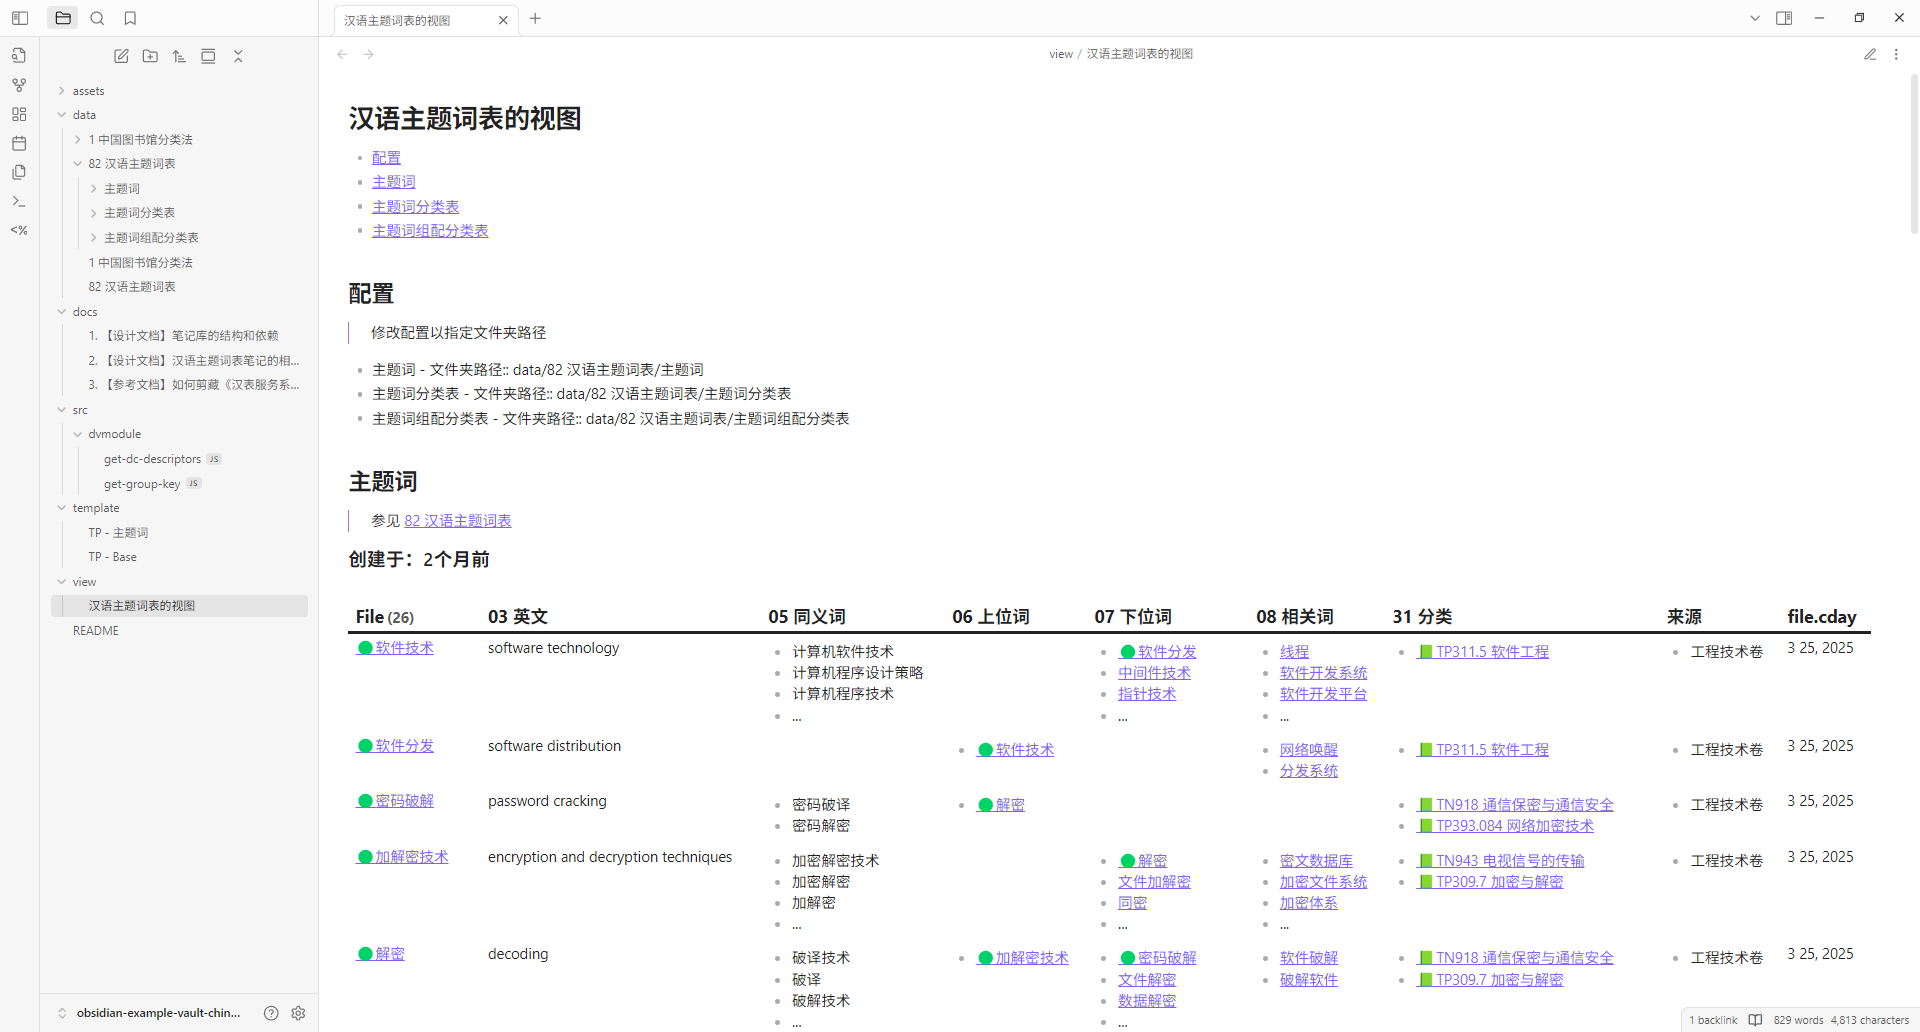 汉语主题词表的视图
view / 汉语主题词表的视图
assets
data
1 中国图书馆分类法
82 汉语主题词表
主题词
主题词分类表
主题词组配分类表
1 中国图书馆分类法
82 汉语主题词表
docs
1. 【设计文档】笔记库的结构和依赖
2. 【设计文档】汉语主题词表笔记的相...
3. 【参考文档】如何剪藏《汉表服务系...
src
dvmodule
get-dc-descriptors JS
get-group-key JS
template
TP - 主题词
TP - Base
view
汉语主题词表的视图
README
obsidian-example-vault-chin...
汉语主题词表的视图
配置
主题词
主题词分类表
主题词组配分类表
配置
修改配置以指定文件夹路径
主题词 - 文件夹路径:: data/82 汉语主题词表/主题词
主题词分类表 - 文件夹路径:: data/82 汉语主题词表/主题词分类表
主题词组配分类表 - 文件夹路径:: data/82 汉语主题词表/主题词组配分类表
主题词
参见 82 汉语主题词表
创建于：2个月前
File (26) 03 英文 05 同义词 06 上位词 07 下位词 08 相关词 31 分类 来源 file.cday
软件技术 software technology 计算机软件技术 软件分发 线程 TP311.5 软件工程 工程技术卷 3 25, 2025
计算机程序设计策略 中间件技术 软件开发系统
计算机程序技术 指针技术 软件开发平台
... ... ...
软件分发 software distribution 软件技术 网络唤醒 TP311.5 软件工程 工程技术卷 3 25, 2025
分发系统
密码破解 password cracking 密码破译 解密 TN918 通信保密与通信安全 工程技术卷 3 25, 2025
密码解密 TP393.084 网络加密技术
加解密技术 encryption and decryption techniques 加密解密技术 解密 密文数据库 TN943 电视信号的传输 工程技术卷 3 25, 2025
加密解密 文件加解密 加密文件系统 TP309.7 加密与解密
加解密 同密 加密体系
... ... ...
解密 decoding 破译技术 加解密技术 密码破解 软件破解 TN918 通信保密与通信安全 工程技术卷 3 25, 2025
破译 文件解密 破解软件 TP309.7 加密与解密
破解技术 数据解密
... ...
1 backlink 829 words 4,813 characters